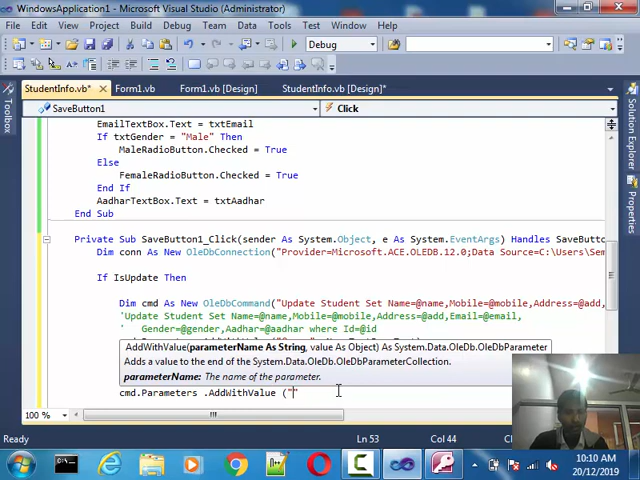 WindowsApplication1 - Microsoft Visual Studio (Administrator)
File Edit View Project Build Debug Team Data Tools Test Window Help
Debug
StudentInfo.vb* Form1.vb Form1.vb [Design] StudentInfo.vb [Design]*
SaveButton1 Click
Toolbox
Solution Explorer
Properties
EmailTextBox.Text = txtEmail
If txtGender = "Male" Then
MaleRadioButton.Checked = True
Else
FemaleRadioButton.Checked = True
End If
AadharTextBox.Text = txtAadhar
End Sub
Private Sub SaveButton1_Click(sender As System.Object, e As System.EventArgs) Handles SaveButto
Dim conn As New OleDbConnection("Provider=Microsoft.ACE.OLEDB.12.0;Data Source=C:\Users\Sem
If IsUpdate Then
Dim cmd As New OleDbCommand("Update Student Set Name=@name,Mobile=@mobile,Address=@add,
'Update Student Set Name=@name,Mobile=@mobile,Address=@add,Email=@email,
' Gender=@gender,Aadhar=@aadhar where Id=@id
AddWithValue(parameterName As String, value As Object) As System.Data.OleDb.OleDbParameter
Adds a value to the end of the System.Data.OleDb.OleDbParameterCollection.
parameterName: The name of the parameter.
cmd.Parameters .AddWithValue (""
100 %
Ln 53 Col 44
10:10 AM
20/12/2019